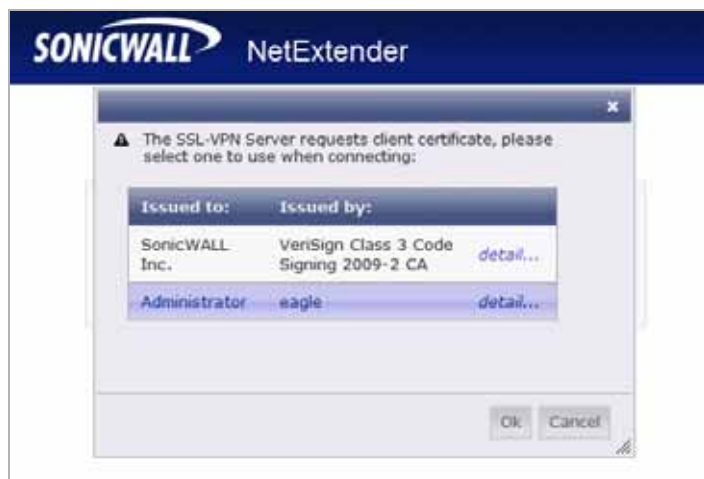 SONICWALL NetExtender
The SSL-VPN Server requests client certificate, please
select one to use when connecting:
Issued to: Issued by:
SonicWALL VeriSign Class 3 Code detail...
Inc. Signing 2009-2 CA
Administrator eagle detail...
Ok Cancel